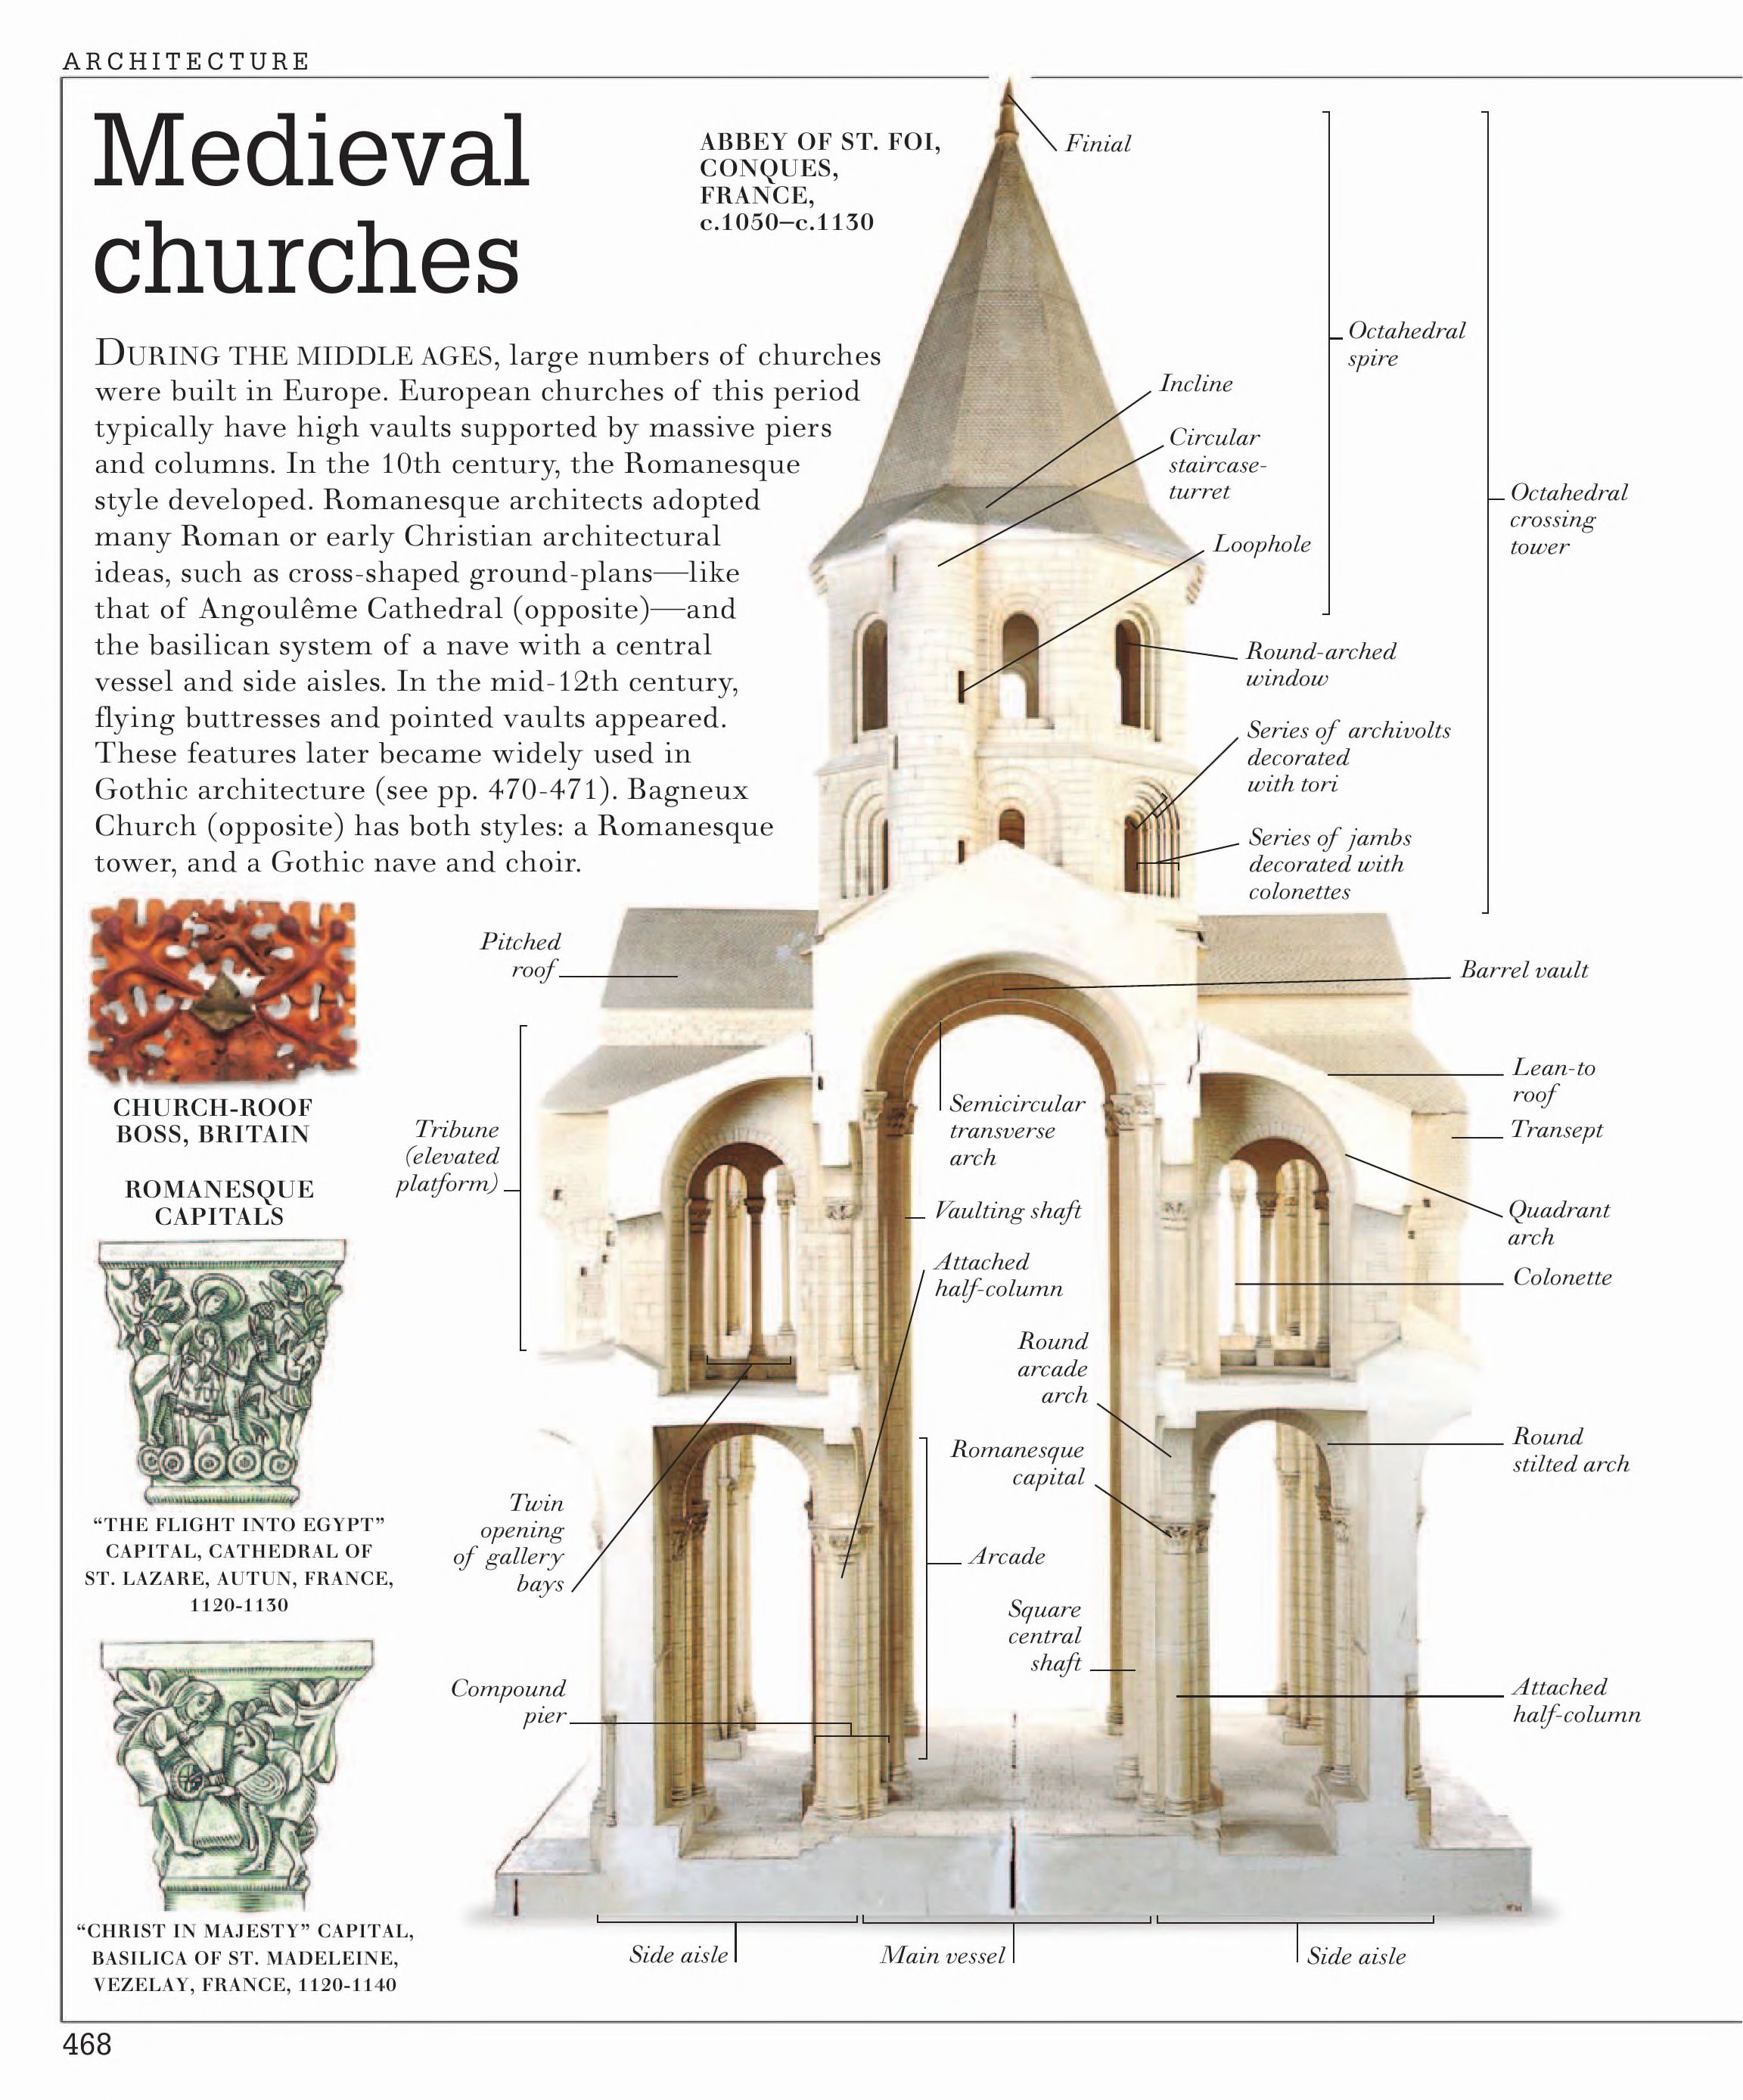 ARCHITECTURE
Medieval
churches
ABBEY OF ST. FOI,
CONQUES,
FRANCE,
c.1050–c.1130
DURING THE MIDDLE AGES, large numbers of churches
were built in Europe. European churches of this period
typically have high vaults supported by massive piers
and columns. In the 10th century, the Romanesque
style developed. Romanesque architects adopted
many Roman or early Christian architectural
ideas, such as cross-shaped ground-plans—like
that of Angoulême Cathedral (opposite)—and
the basilican system of a nave with a central
vessel and side aisles. In the mid-12th century,
flying buttresses and pointed vaults appeared.
These features later became widely used in
Gothic architecture (see pp. 470-471). Bagneux
Church (opposite) has both styles: a Romanesque
tower, and a Gothic nave and choir.
Finial
Octahedral
spire
Incline
Circular
staircase-
turret
Octahedral
crossing
tower
Loophole
Round-arched
window
Series of archivolts
decorated
with tori
Series of jambs
decorated with
colonettes
Pitched
roof
Barrel vault
CHURCH-ROOF
BOSS, BRITAIN
Lean-to
roof
Semicircular
transverse
arch
Tribune
(elevated
platform)
Transept
ROMANESQUE
CAPITALS
Vaulting shaft
Quadrant
arch
Attached
half-column
Colonette
Round
arcade
arch
Romanesque
capital
Round
stilted arch
Twin
opening
of gallery
bays
“THE FLIGHT INTO EGYPT”
CAPITAL, CATHEDRAL OF
ST. LAZARE, AUTUN, FRANCE,
1120-1130
Arcade
Square
central
shaft
Compound
pier
Attached
half-column
“CHRIST IN MAJESTY” CAPITAL,
BASILICA OF ST. MADELEINE,
VEZELAY, FRANCE, 1120-1140
Side aisle
Main vessel
Side aisle
468